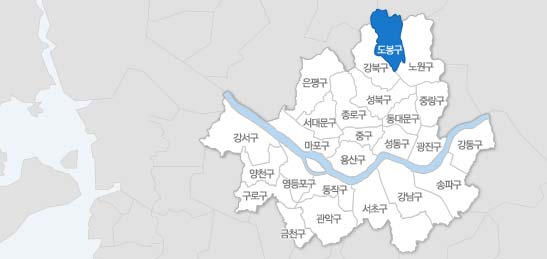 도봉구
강북구
노원구
은평구
성북구
중랑구
서대문구
종로구
동대문구
강서구
마포구
중구
성동구
광진구
강동구
용산구
양천구
영등포구
동작구
송파구
구로구
강남구
관악구
서초구
금천구